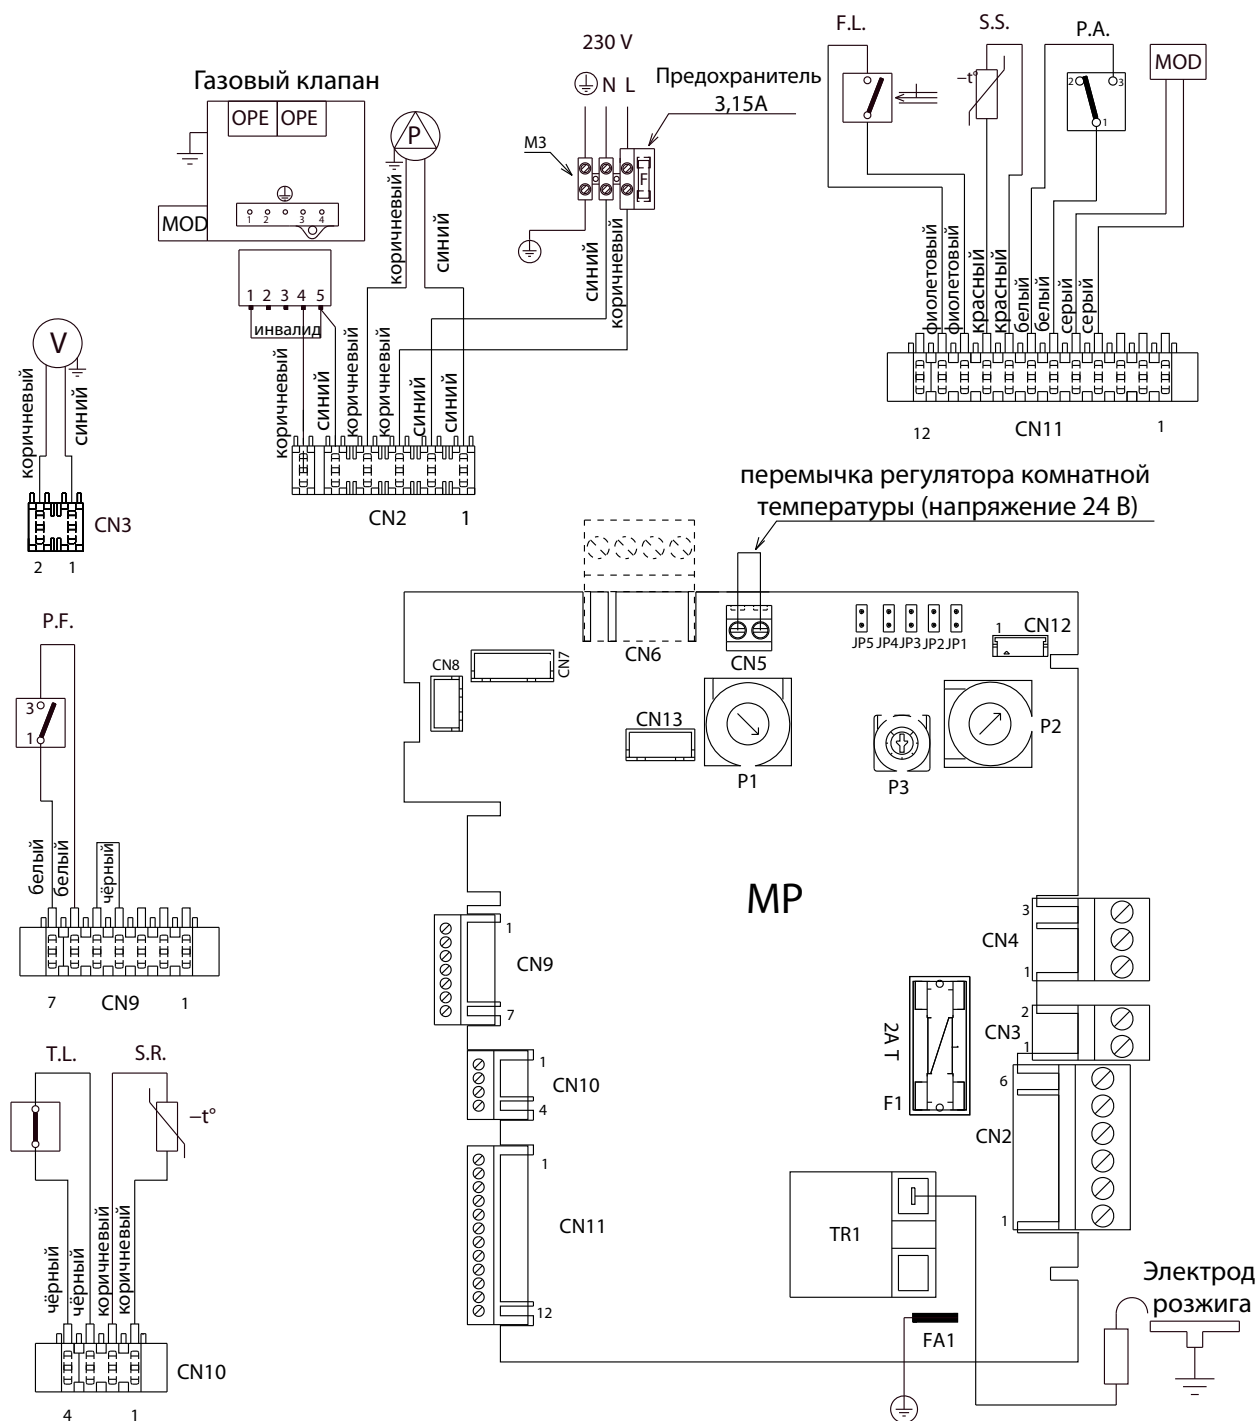 F.L.
S.S.
P.A.
230 V
MOD
–t°
2
3
1
Газовый клапан
N L
Предохранитель
3,15A
OPE OPE
P
M3
F
MOD
1 2 3 4
коричневый
синий
синий
коричневый
1 2 3 4 5
инвалид
фиолетовый
фиолетовый
красный
красный
белый
белый
серый
серый
V
коричневый
синий
коричневый
синий
коричневый
коричневый
синий
синий
12
CN11
1
CN2
1
CN3
2 1
перемычка регулятора комнатной
температуры (напряжение 24 В)
P.F.
3
1
белый
белый
чёрный
7
CN9
1
CN8
CN7
CN6
CN5
JP5 JP4 JP3 JP2 JP1
1
CN12
CN13
P1
P3
P2
MP
1
CN9
7
3
CN4
1
2
CN3
1
2A T
F1
6
CN2
1
1
CN10
4
1
CN11
12
TR1
FA1
Электрод
розжига
T.L.
S.R.
–t°
чёрный
чёрный
коричневый
коричневый
CN10
4
1